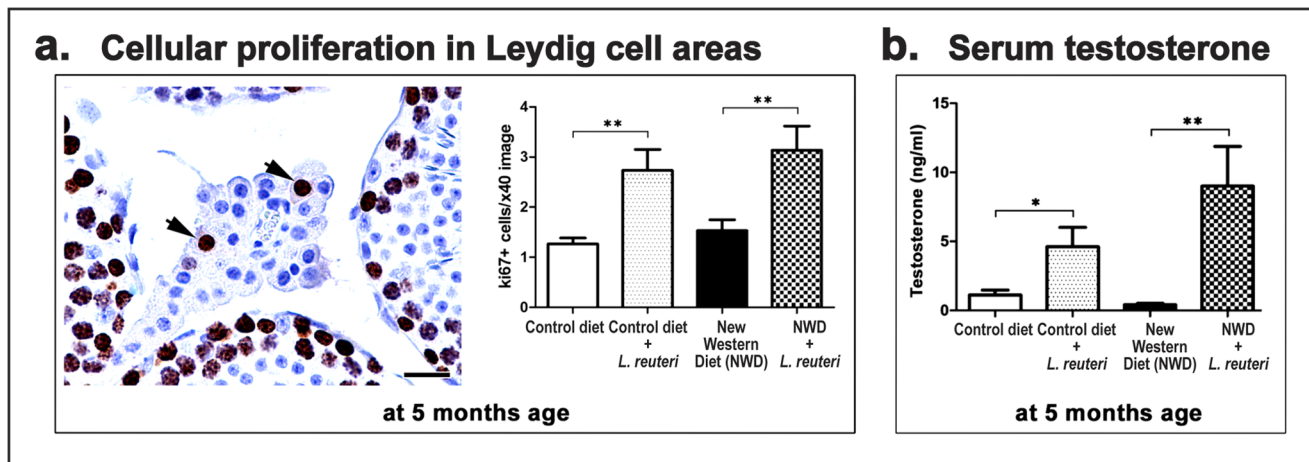 a. Cellular proliferation in Leydig cell areas
ki67+ cells/x40 image
4
3
2
1
0
**
**
Control diet
Control diet
+
L. reuteri
New
Western
Diet (NWD)
NWD
+
L. reuteri
at 5 months age
b. Serum testosterone
Testosterone (ng/ml)
15
10
5
0
*
**
Control diet
Control diet
+
L. reuteri
New
Western
Diet (NWD)
NWD
+
L. reuteri
at 5 months age